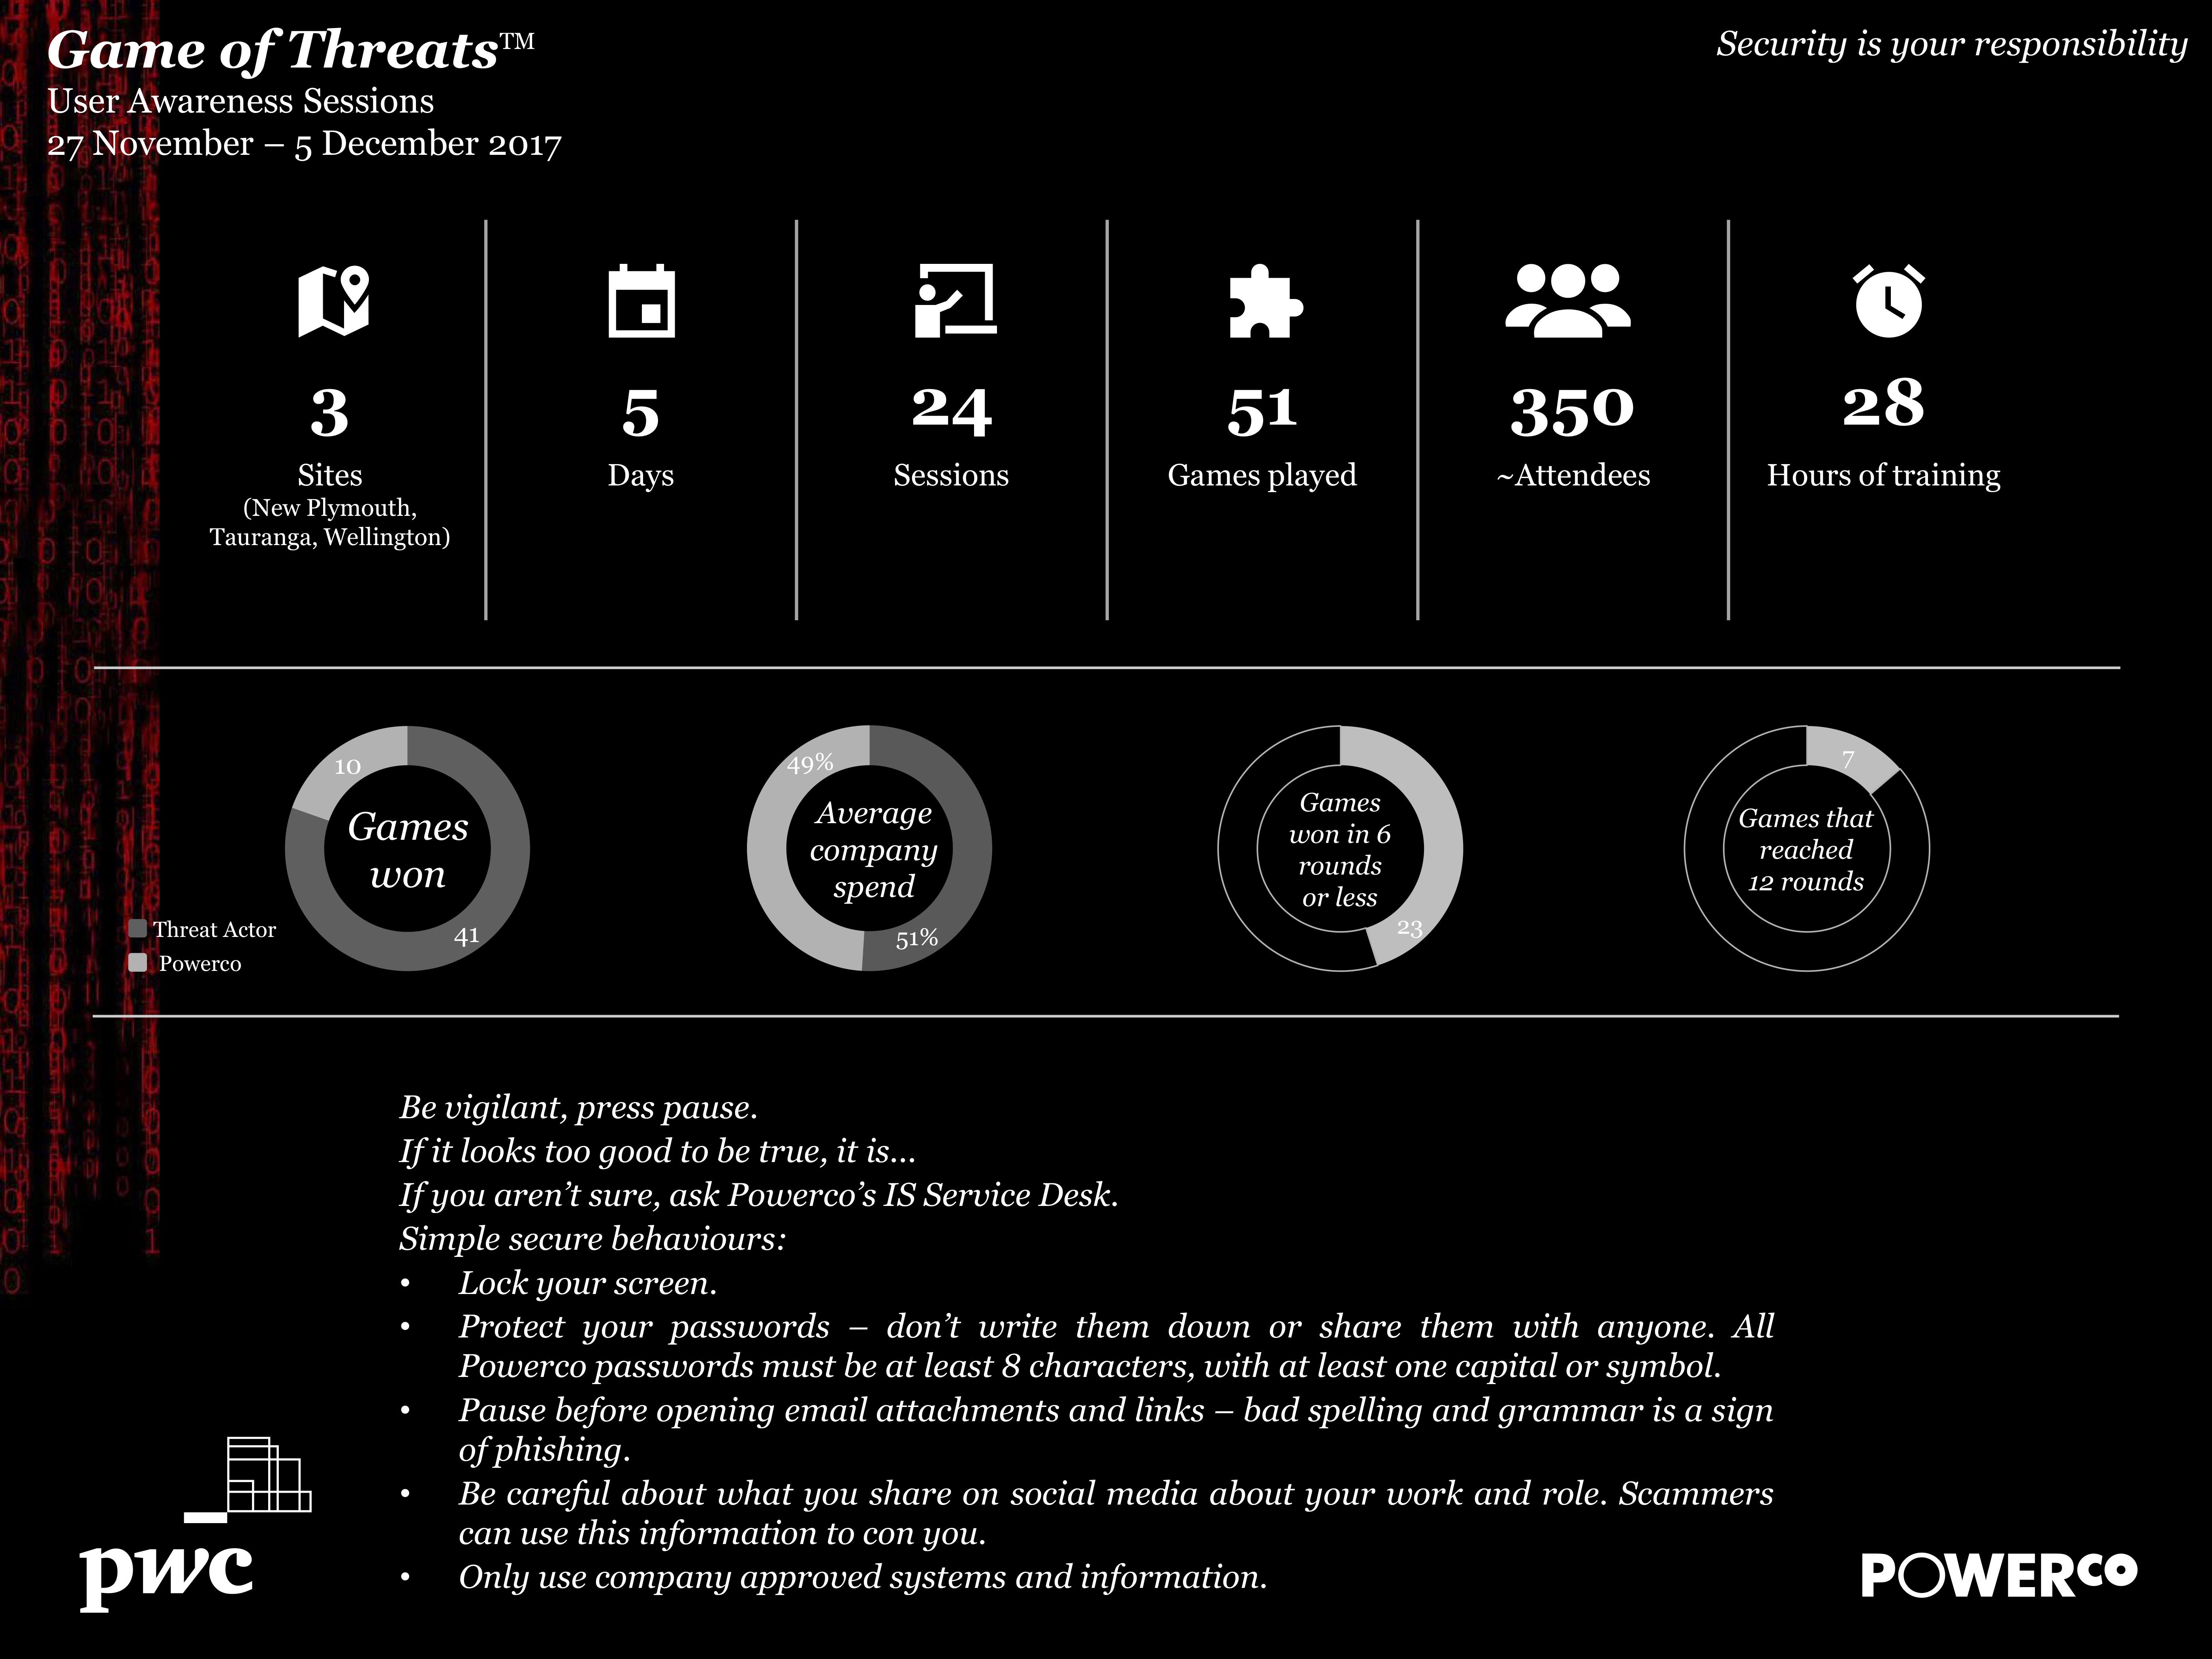 Game of Threats™
Security is your responsibility
User Awareness Sessions
27 November – 5 December 2017
3
Sites
(New Plymouth,
Tauranga, Wellington)
5
Days
24
Sessions
51
Games played
350
~Attendees
28
Hours of training
10
Games
won
41
Threat Actor
Powerco
49%
Average
company
spend
51%
Games
won in 6
rounds
or less
23
7
Games that
reached
12 rounds
Be vigilant, press pause.
If it looks too good to be true, it is...
If you aren't sure, ask Powerco's IS Service Desk.
Simple secure behaviours:
• Lock your screen.
• Protect your passwords – don't write them down or share them with anyone. All
Powerco passwords must be at least 8 characters, with at least one capital or symbol.
• Pause before opening email attachments and links – bad spelling and grammar is a sign
of phishing.
• Be careful about what you share on social media about your work and role. Scammers
can use this information to con you.
• Only use company approved systems and information.
pwc
POWERCO